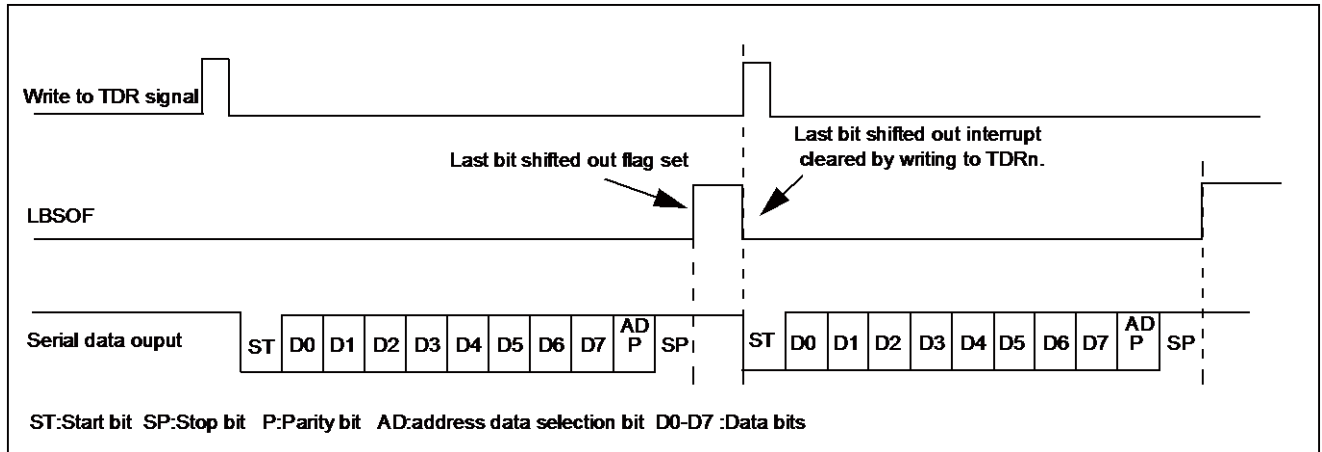 Write to TDR signal
Last bit shifted out interrupt
cleared by writing to TDRn.
Last bit shifted out flag set
LBSOF
Serial data ouput
ST D0 D1 D2 D3 D4 D5 D6 D7 AD P SP ST D0 D1 D2 D3 D4 D5 D6 D7 AD P SP
ST:Start bit SP:Stop bit P:Parity bit AD:address data selection bit D0-D7 :Data bits